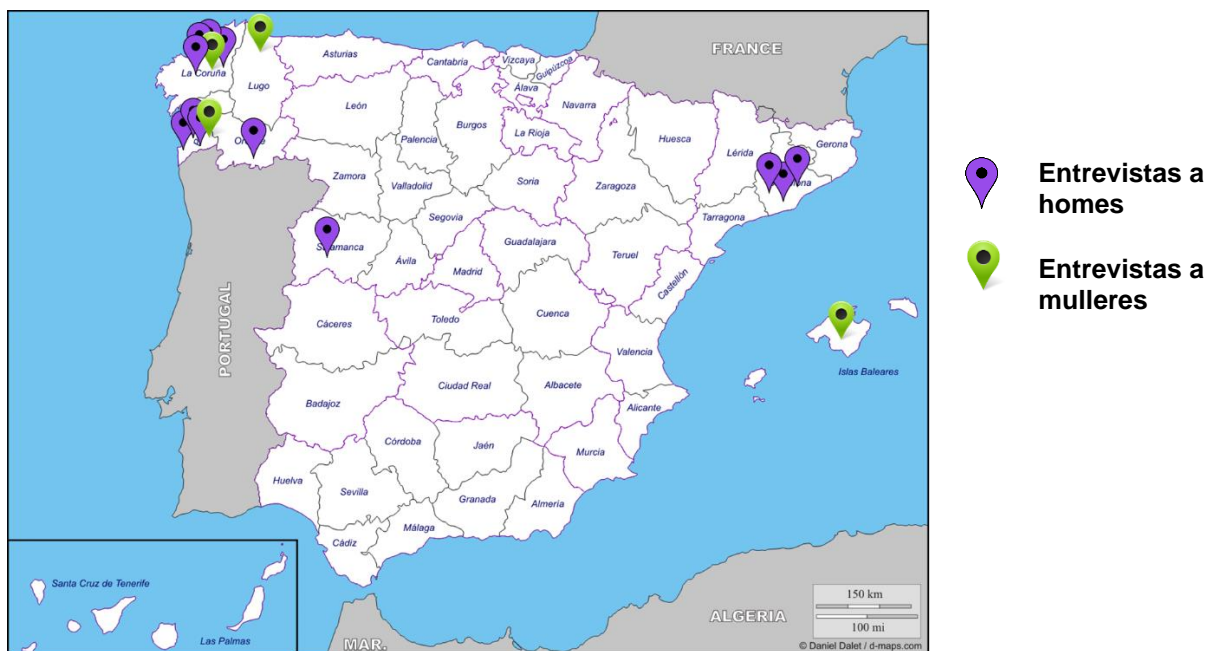 FRANCE
Asturias
Cantabria
Vizcaya
Guipúzcoa
Álava
Navarra
La Coruña
Lugo
León
Palencia
Burgos
La Rioja
Huesca
Lérida
Gerona
Zamora
Valladolid
Soria
Zaragoza
Tarragona
Segovia
Salamanca
Ávila
Madrid
Guadalajara
Teruel
Castellón
PORTUGAL
Cáceres
Toledo
Cuenca
Valencia
Islas Baleares
Badajoz
Ciudad Real
Albacete
Alicante
Córdoba
Jaén
Murcia
Huelva
Sevilla
Granada
Almería
Málaga
Cádiz
Santa Cruz de Tenerife
Las Palmas
MAR.
ALGERIA
150 km
100 mi
© Daniel Dalet / d-maps.com
Entrevistas a
homes
Entrevistas a
mulleres